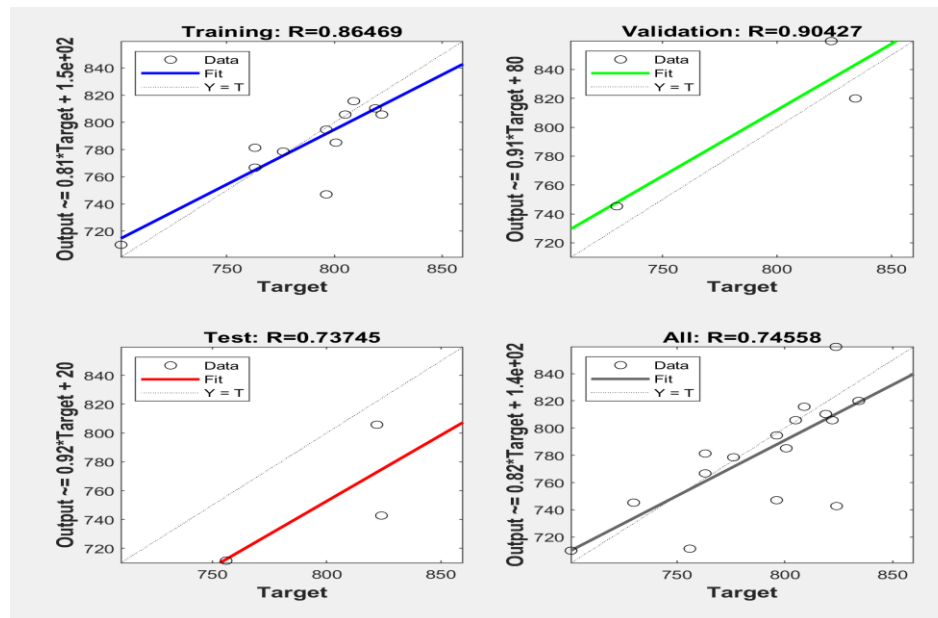 Training: R=0.86469
Data
Fit
Y = T
840
820
800
780
760
740
720
750
800
850
Target
Output ~= 0.81*Target + 1.5e+02
Validation: R=0.90427
Data
Fit
Y = T
840
820
800
780
760
740
720
750
800
850
Target
Output ~= 0.91*Target + 80
Test: R=0.73745
Data
Fit
Y = T
840
820
800
780
760
740
720
750
800
850
Target
Output ~= 0.92*Target + 20
All: R=0.74558
Data
Fit
Y = T
840
820
800
780
760
740
720
750
800
850
Target
Output ~= 0.82*Target + 1.4e+02